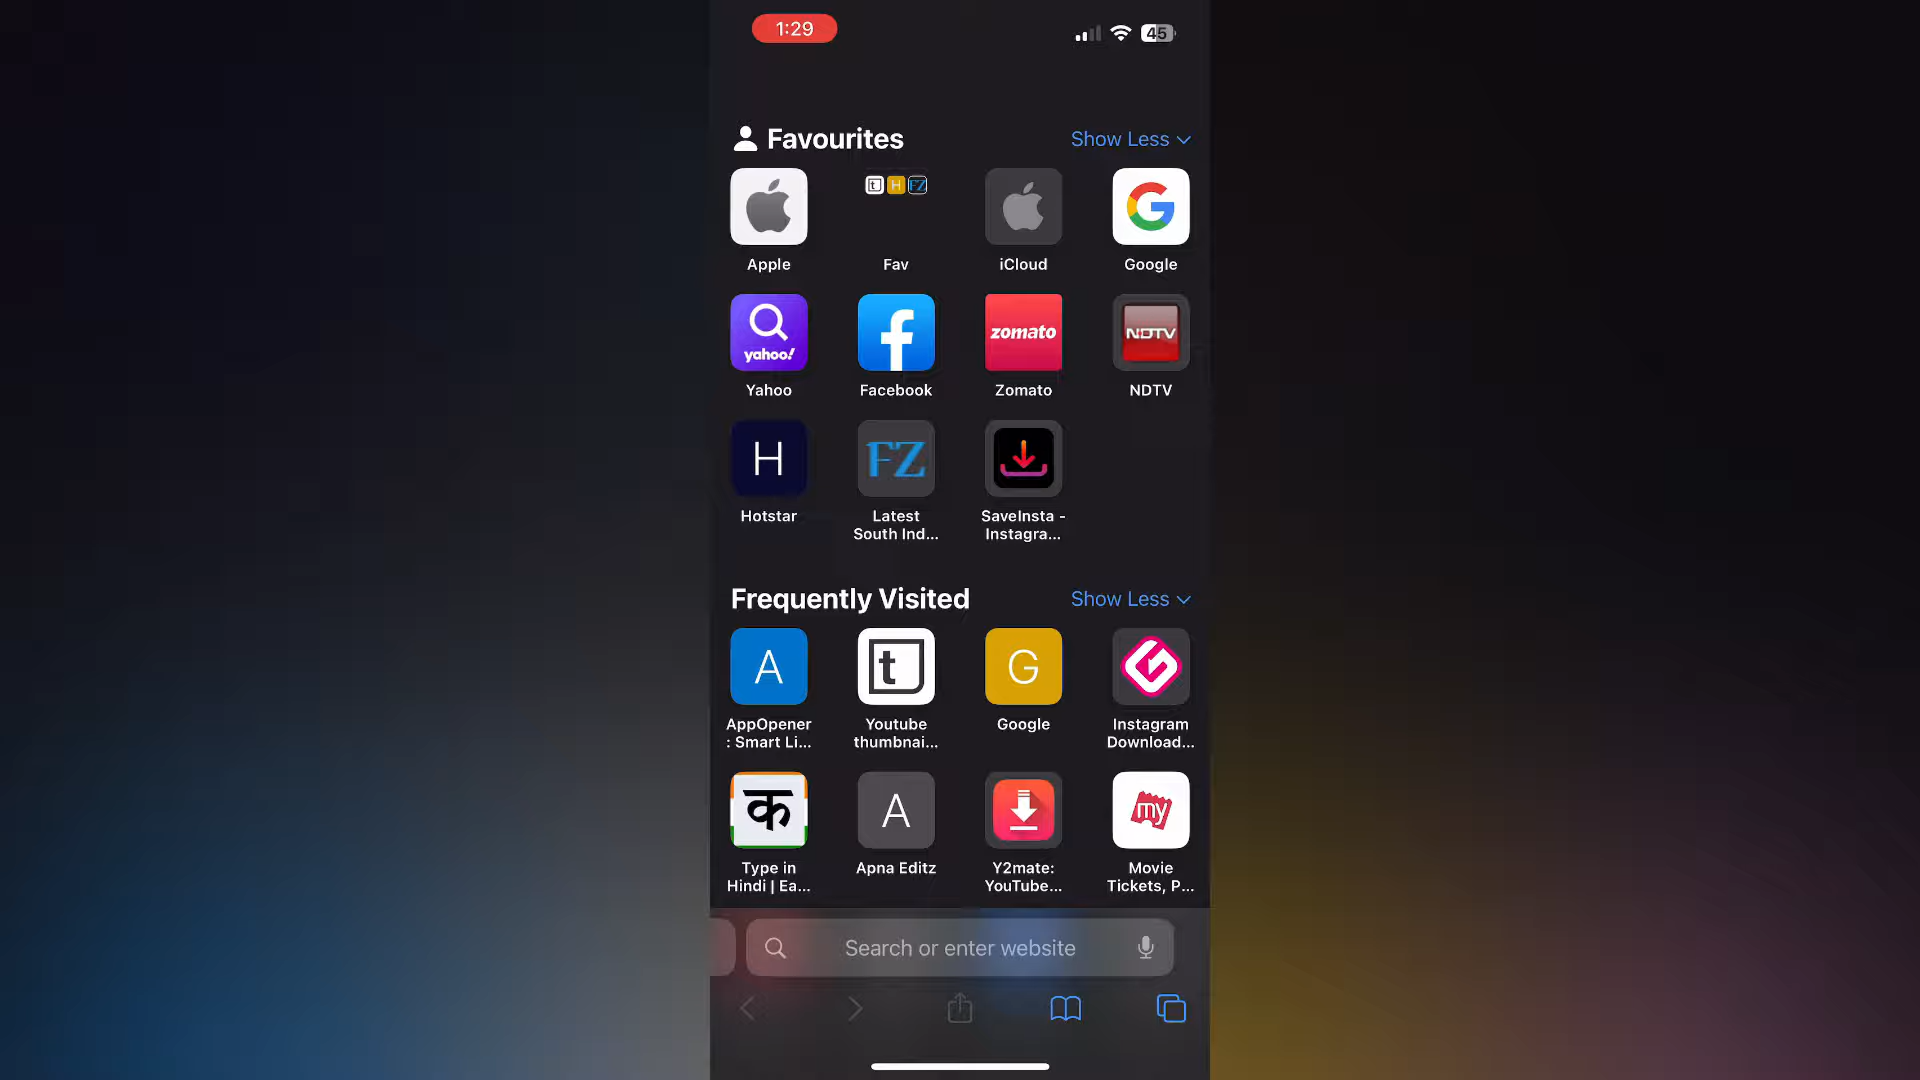 1:29
45
Favourites
Show Less
t H FZ
Apple
Fav
iCloud
Google
yahoo!
zomato
NDTV
Yahoo
Facebook
Zomato
NDTV
H
FZ
Hotstar
Latest
South Ind...
SaveInsta -
Instagra...
Frequently Visited
Show Less
A
t
G
AppOpener
: Smart Li...
Youtube
thumbnai...
Google
Instagram
Download...
क
A
my
Type in
Hindi | Ea...
Apna Editz
Y2mate:
YouTube...
Movie
Tickets, P...
Search or enter website